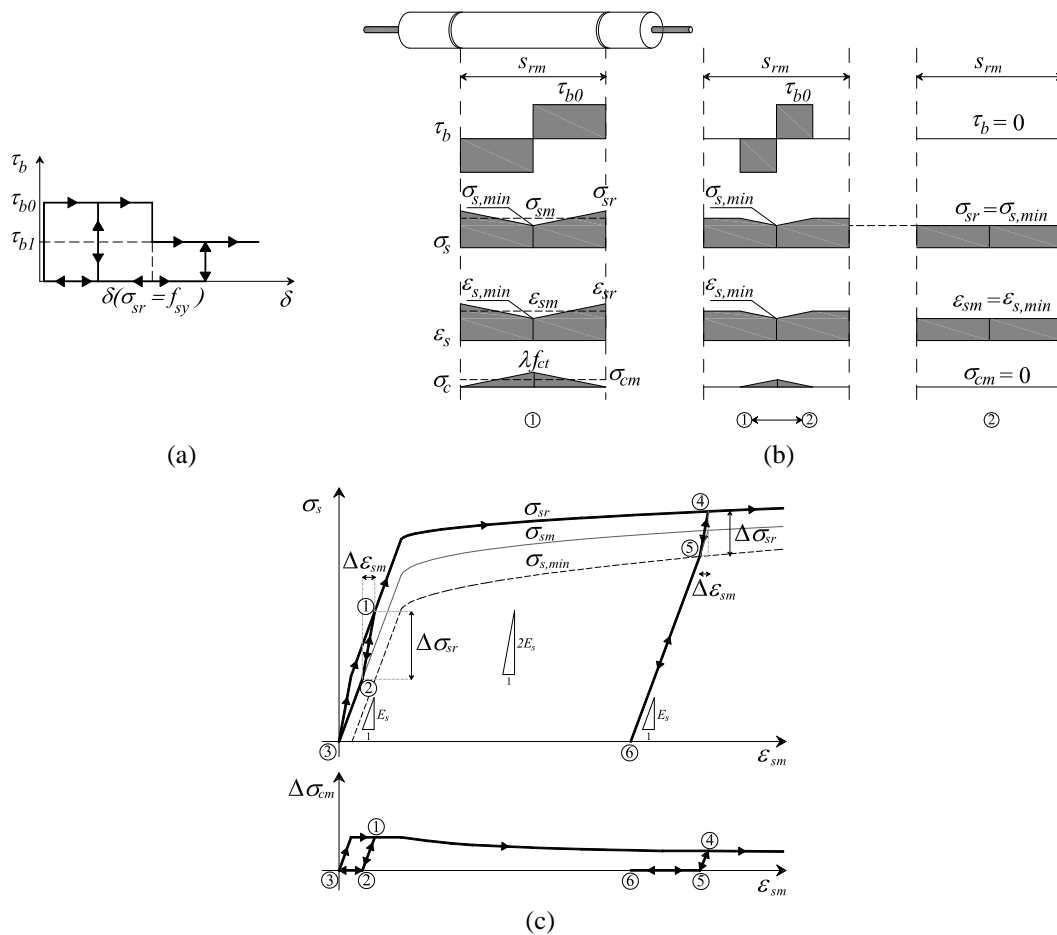 τb
τb0
τb1
δ(σsr = fsy)
δ
(a)
srm
srm
srm
τb0
τb0
τb
τb = 0
σs,min
σsm
σsr
σs,min
σsr = σs,min
σs
εs,min
εsm
εsr
εs,min
εsm = εs,min
εs
λfct
σc
σcm
σcm = 0
①
① ②
②
(b)
σs
σsr
σsm
σs,min
④
Δσsr
⑤
Δεsm
Δεsm
①
Δσsr
2Es
1
②
Es
1
Es
1
③
⑥
εsm
Δσcm
①
④
③
②
⑥
⑤
εsm
(c)